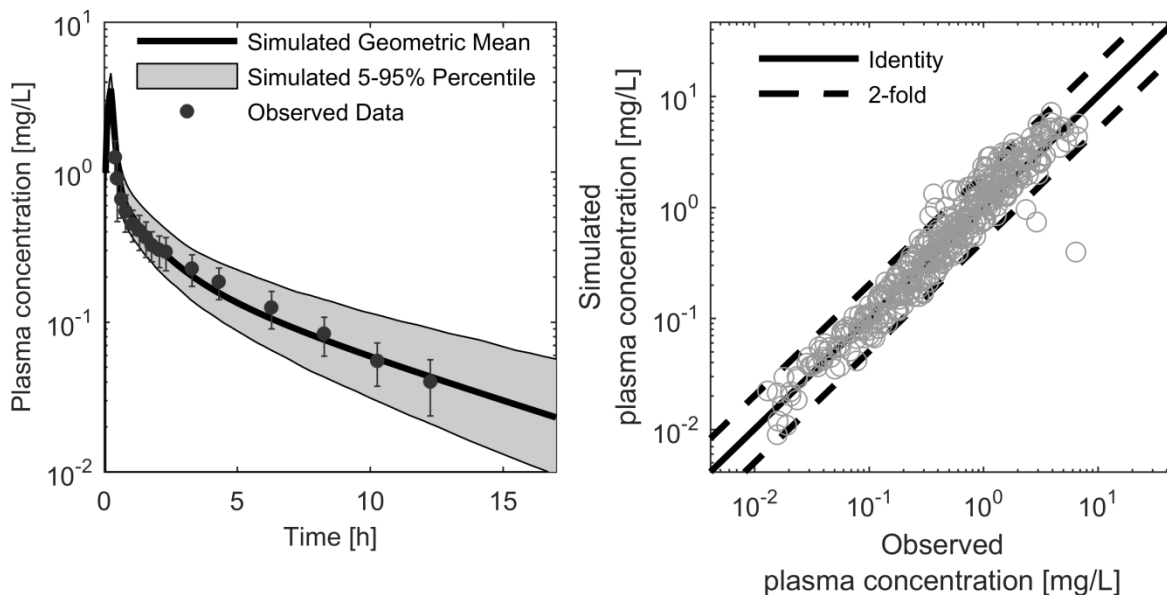 Plasma concentration [mg/L]
10^1
10^0
10^-1
10^-2
Simulated Geometric Mean
Simulated 5-95% Percentile
Observed Data
0
5
10
15
Time [h]
Simulated
plasma concentration [mg/L]
10^1
10^0
10^-1
10^-2
Identity
2-fold
10^-2
10^-1
10^0
10^1
Observed
plasma concentration [mg/L]